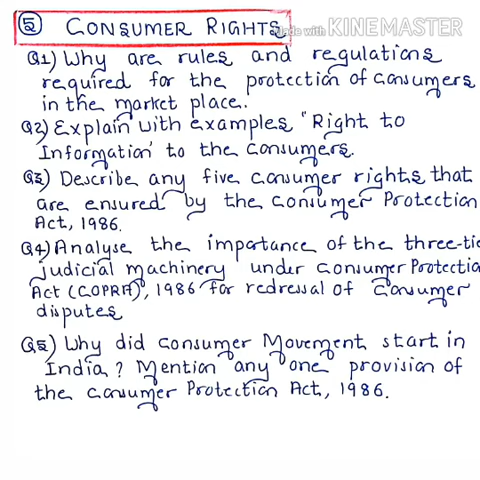 ⑤ CONSUMER RIGHTS
Made with KINEMASTER
Q1) Why are rules and regulations
required for the protection of consumers
in the market place.
Q2) Explain with examples "Right to
Information' to the consumers.
Q3) Describe any five consumer rights that
are ensured by the Consumer Protection
Act, 1986.
Q4) Analyse the importance of the three-tie
judicial machinery under Consumer Protectio
Act (COPRA), 1986 for redressal of consumer
disputes
Q5) Why did Consumer Movement start in
India? Mention any one provision of
the Consumer Protection Act, 1986.